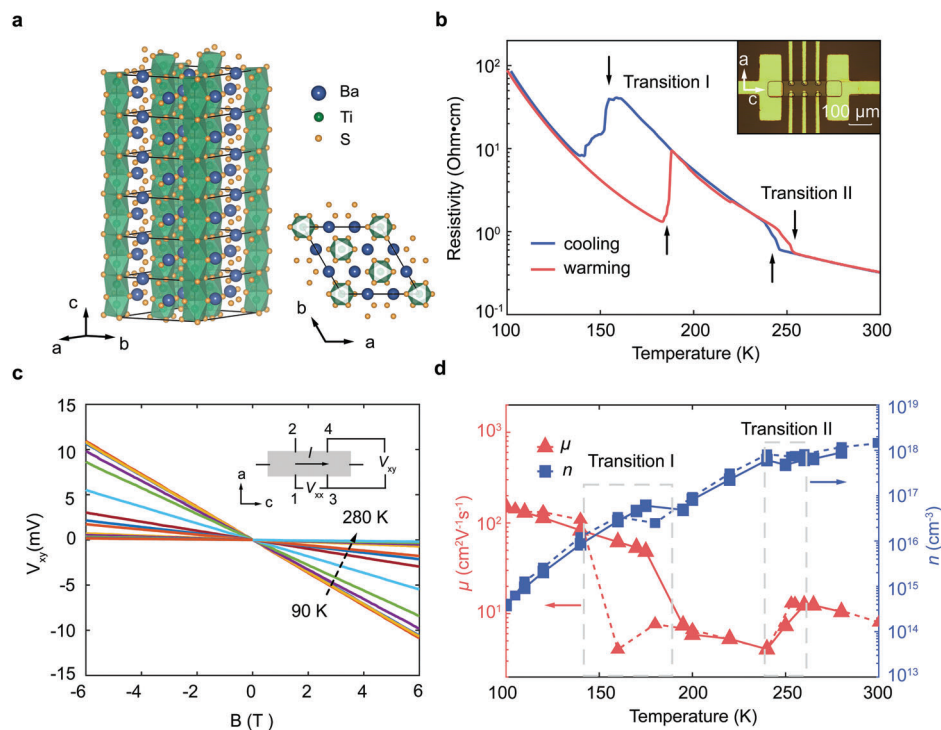 a
Ba
Ti
S
c
a
b
b
a
b
Resistivity (Ohm•cm)
10²
10¹
10⁰
10⁻¹
100
150
200
250
300
Temperature (K)
Transition I
Transition II
cooling
warming
a
c
100 µm
c
V_xy(mV)
15
10
5
0
-5
-10
-15
-6
-4
-2
0
2
4
6
B (T )
2
4
I
V_xy
V_xx
1
3
a
c
280 K
90 K
d
µ (cm²V⁻¹s⁻¹)
10³
10²
10¹
µ
n
Transition I
Transition II
10¹⁹
10¹⁸
10¹⁷
10¹⁶
10¹⁵
10¹⁴
10¹³
n (cm⁻³)
100
150
200
250
300
Temperature (K)